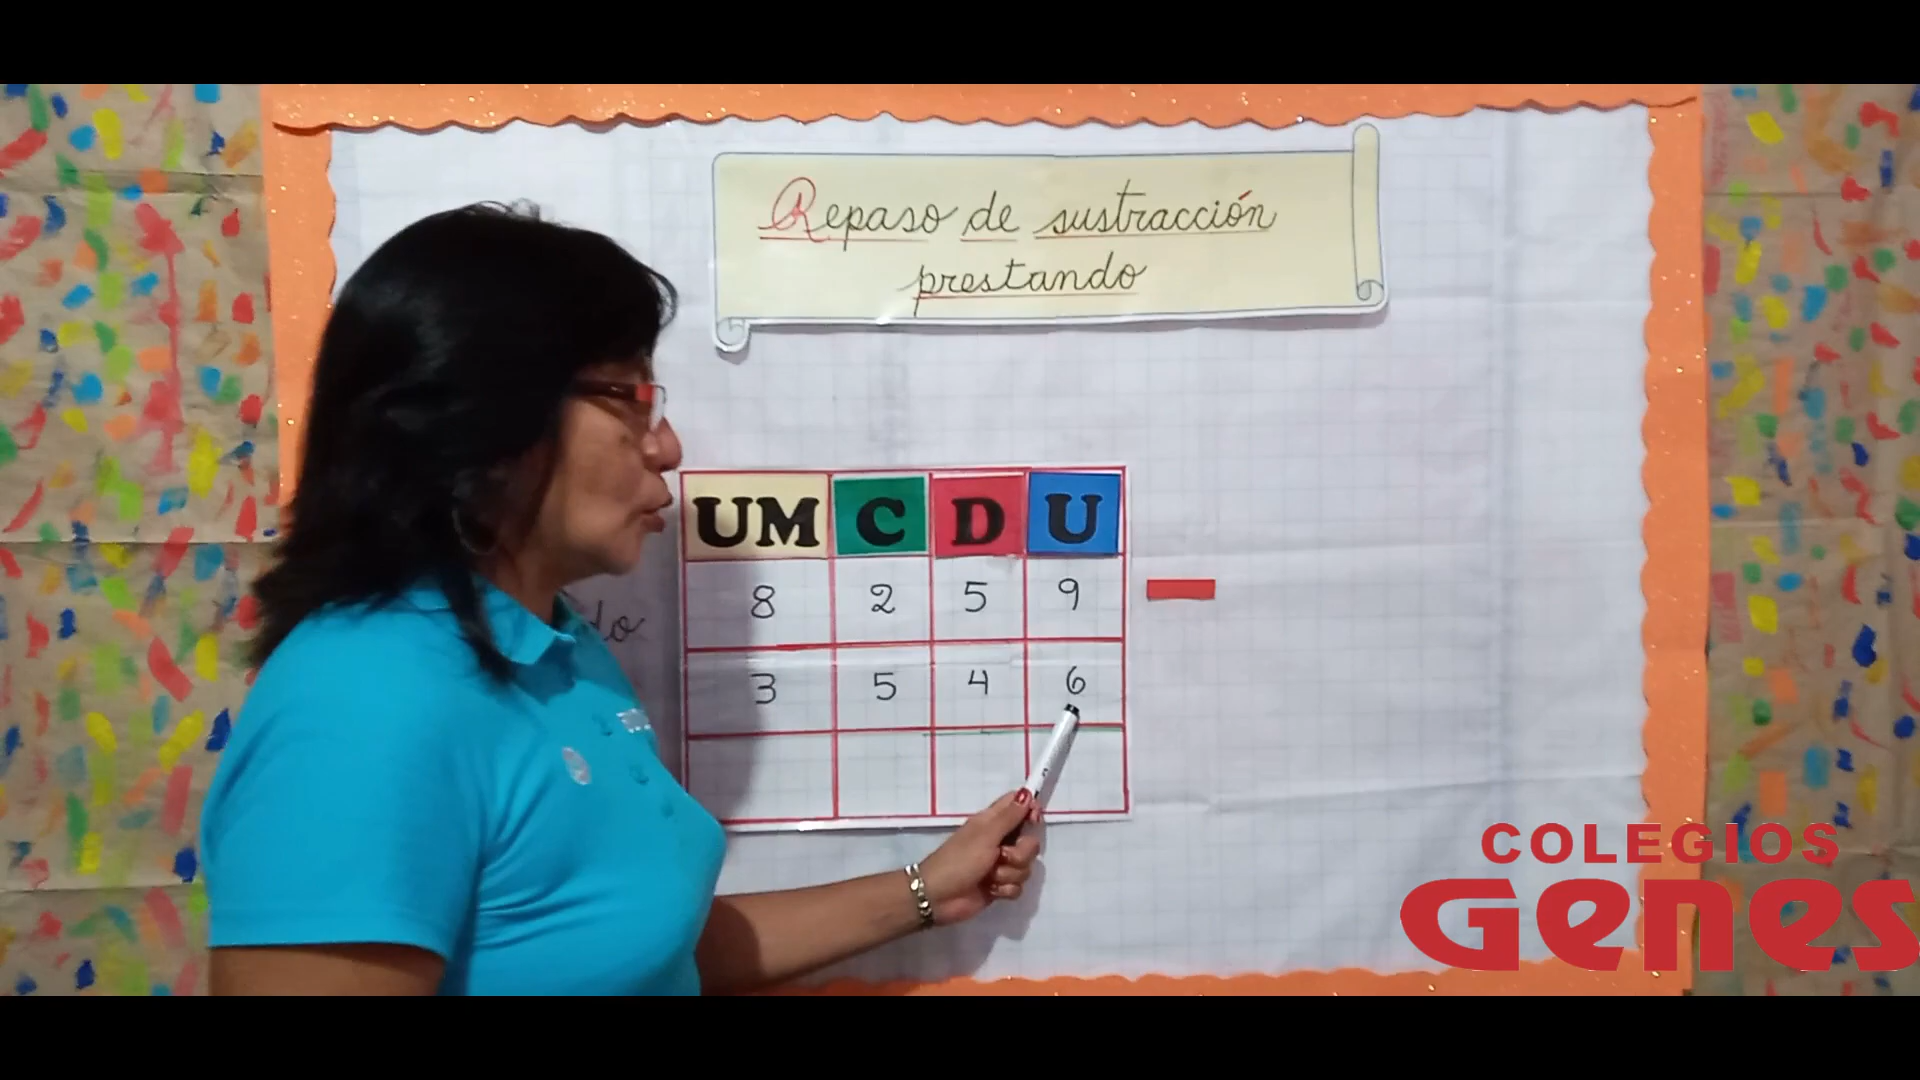 Repaso de sustracción
prestando
UM C D U
8 2 5 9
3 5 4 6
COLEGIOS
Genes